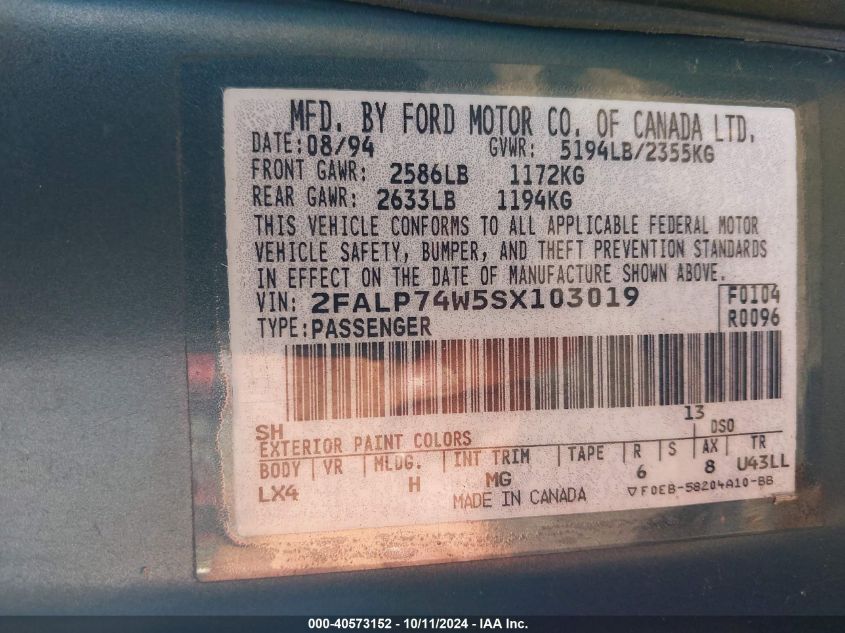 MFD. BY FORD MOTOR CO. OF CANADA LTD.
DATE: 08/94 GVWR: 5194LB/2355KG
FRONT GAWR: 2586LB 1172KG
REAR GAWR: 2633LB 1194KG
THIS VEHICLE CONFORMS TO ALL APPLICABLE FEDERAL MOTOR
VEHICLE SAFETY, BUMPER, AND THEFT PREVENTION STANDARDS
IN EFFECT ON THE DATE OF MANUFACTURE SHOWN ABOVE.
VIN: 2FALP74W5SX103019 F0104
TYPE: PASSENGER R0096
13
SH DSO
EXTERIOR PAINT COLORS
BODY VR MLDG. INT TRIM TAPE R S AX TR
LX4 H MG 6 8 U43LL
MADE IN CANADA ▽F0EB-58204A10-BB
000-40573152 - 10/11/2024 - IAA Inc.